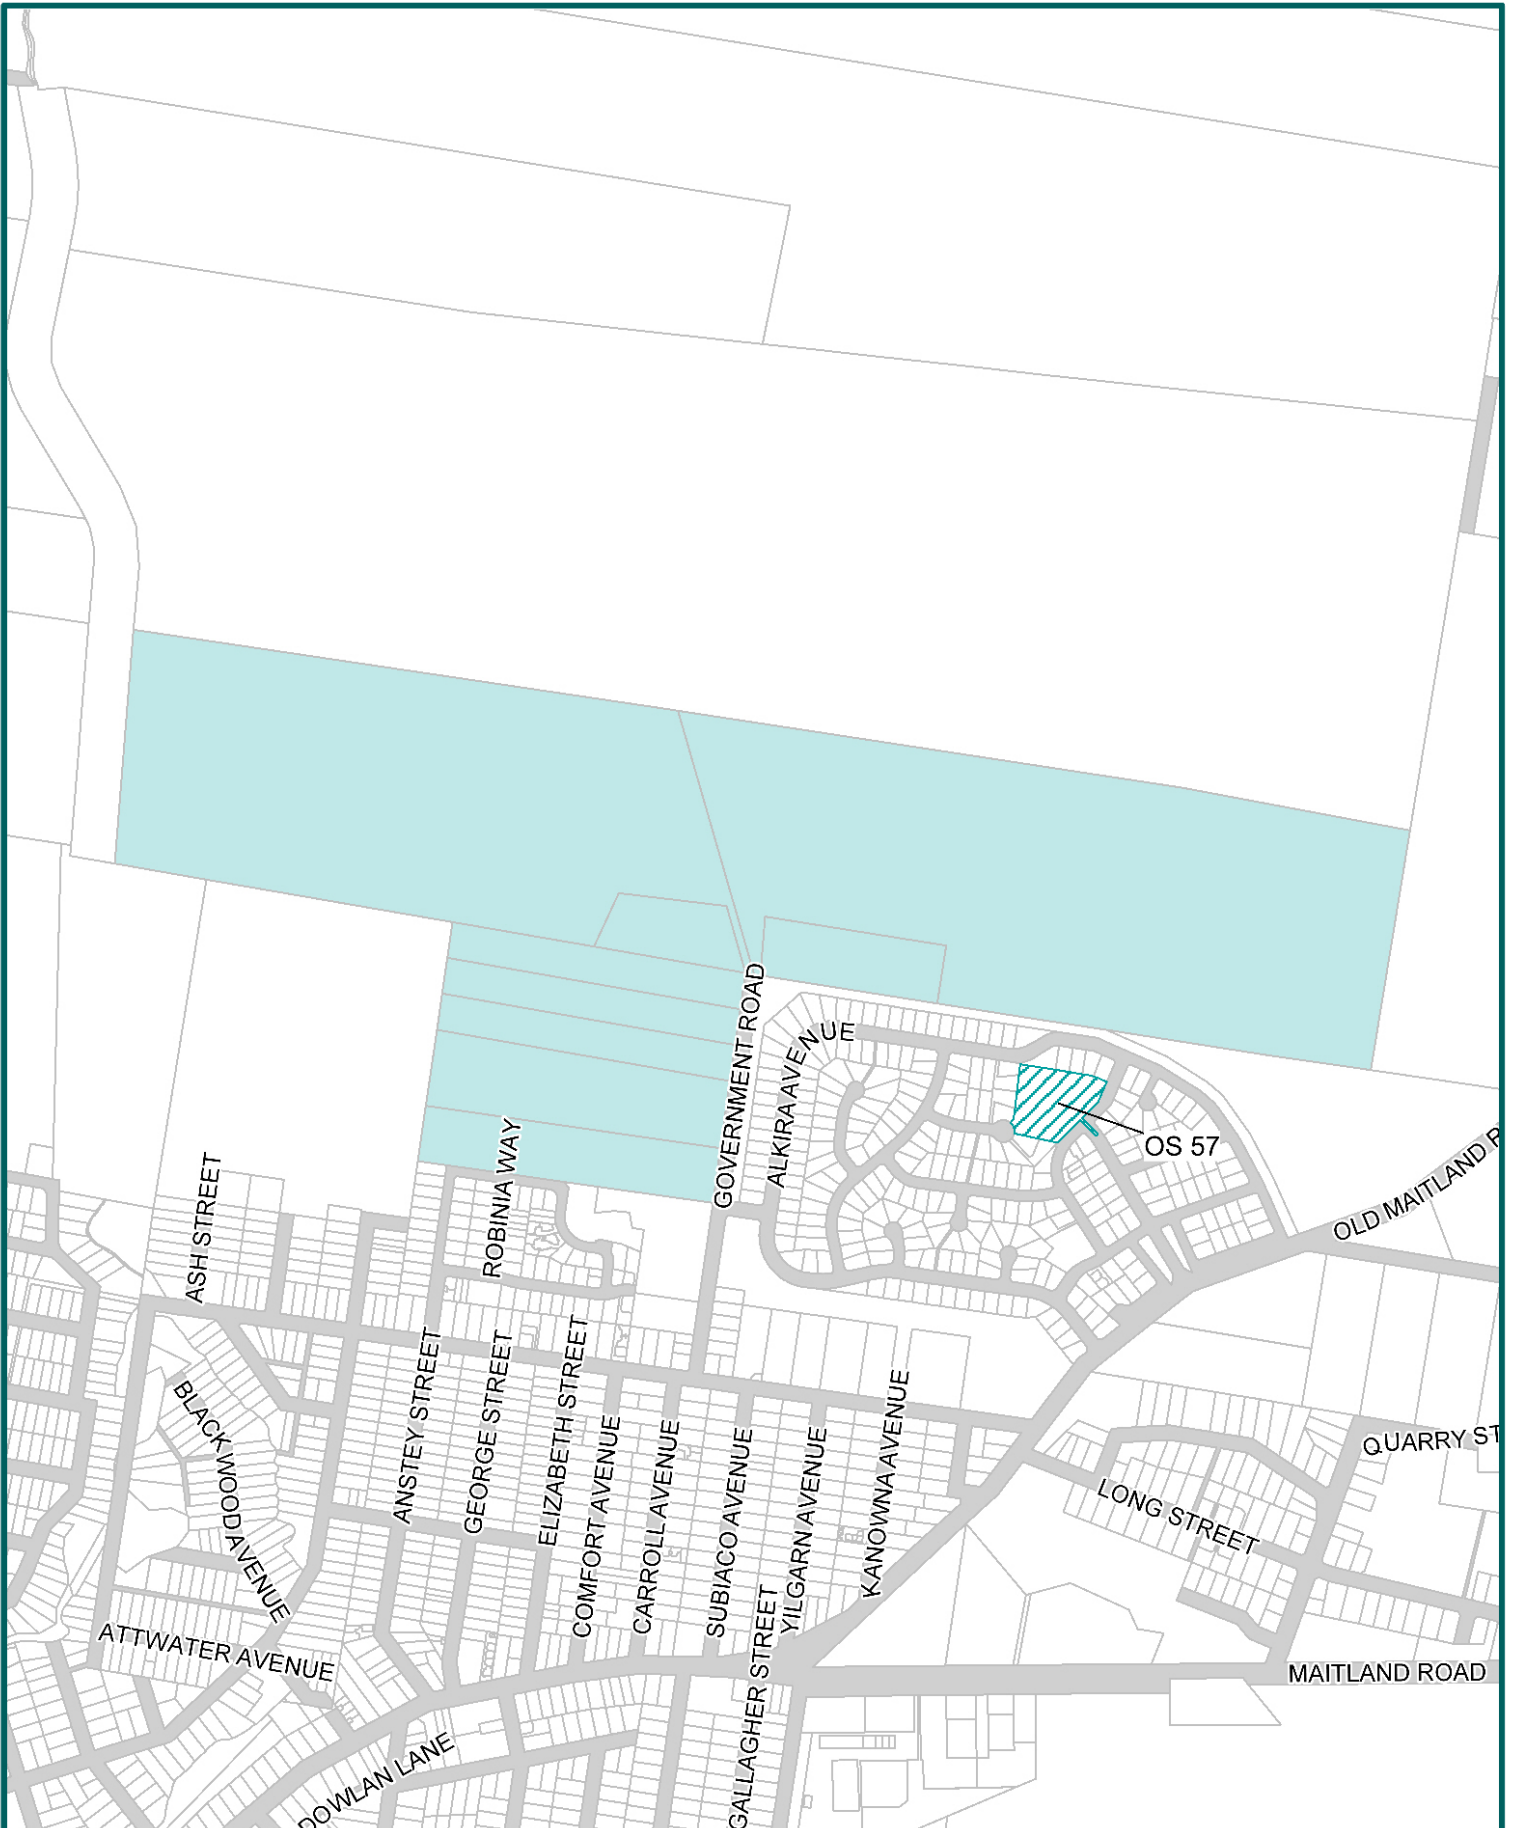 GOVERNMENT ROAD
ALKIRA AVENUE
OS 57
ROBINIA WAY
ASH STREET
OLD MAITLAND R
BLACKWOOD AVENUE
ANSTEY STREET
GEORGE STREET
ELIZABETH STREET
COMFORT AVENUE
CARROLL AVENUE
SUBIACO AVENUE
YILGARN AVENUE
KANOWNA AVENUE
QUARRY ST
LONG STREET
ATTWATER AVENUE
MAITLAND ROAD
GALLAGHER STREET
DOWLAN LANE